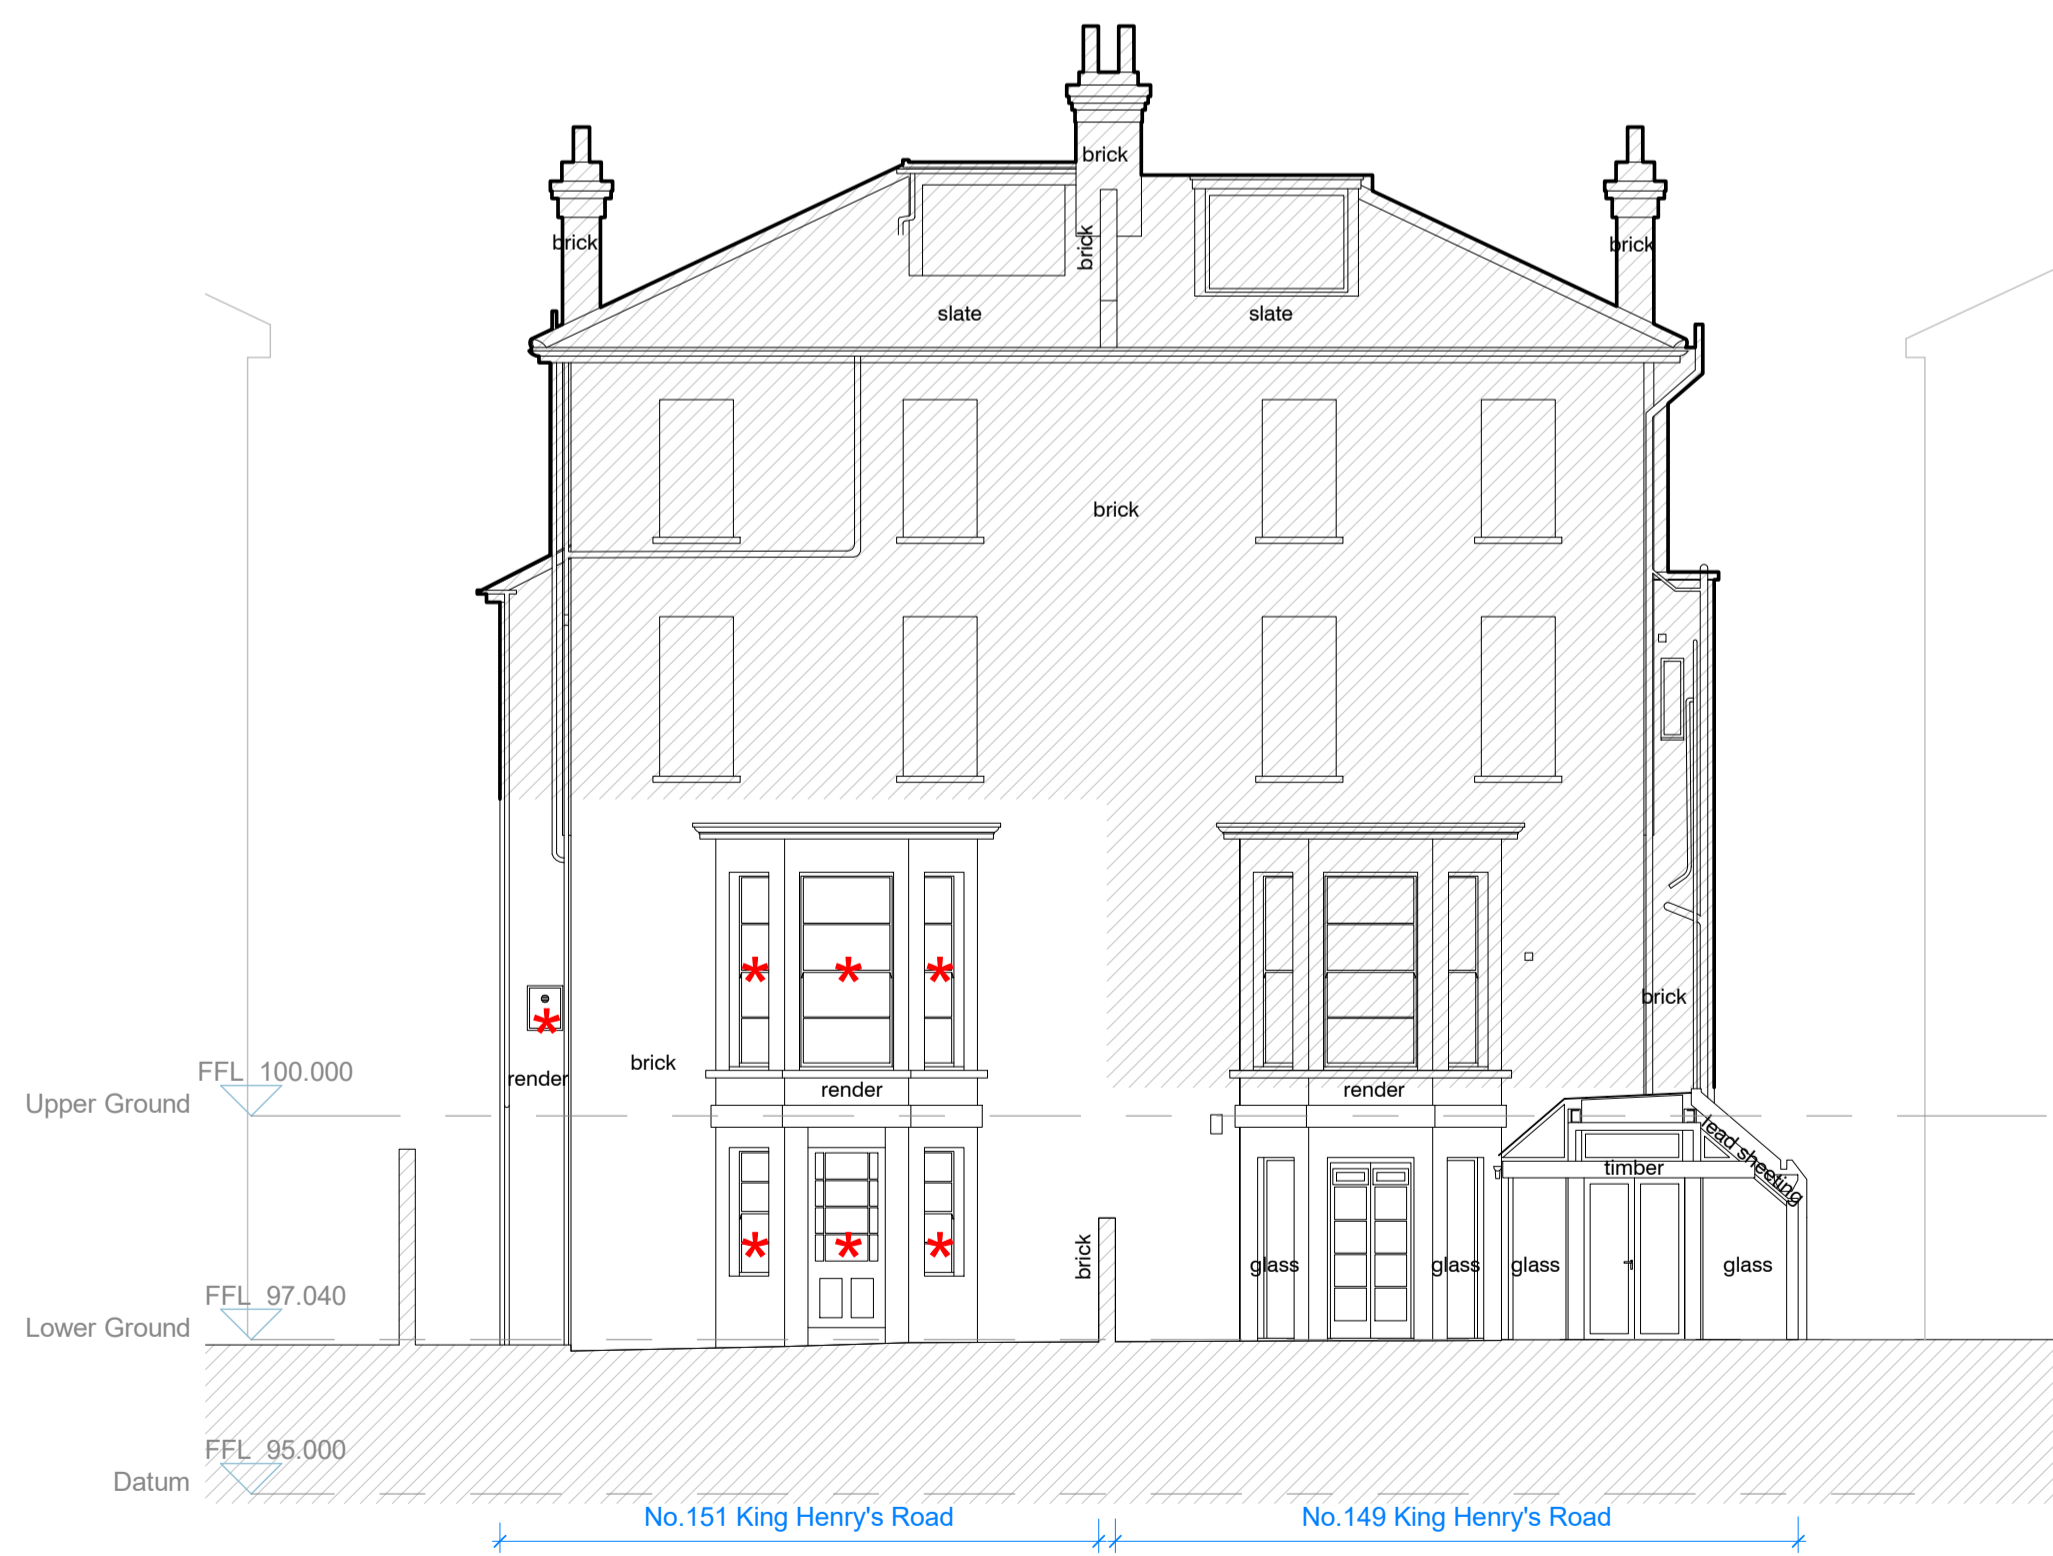 brick
brick
brick
brick
slate
slate
brick
brick
brick
FFL 100.000
Upper Ground
render
render
render
lead sheeting
timber
brick
glass
glass
glass
glass
FFL 97.040
Lower Ground
FFL 95.000
Datum
No.151 King Henry's Road
No.149 King Henry's Road